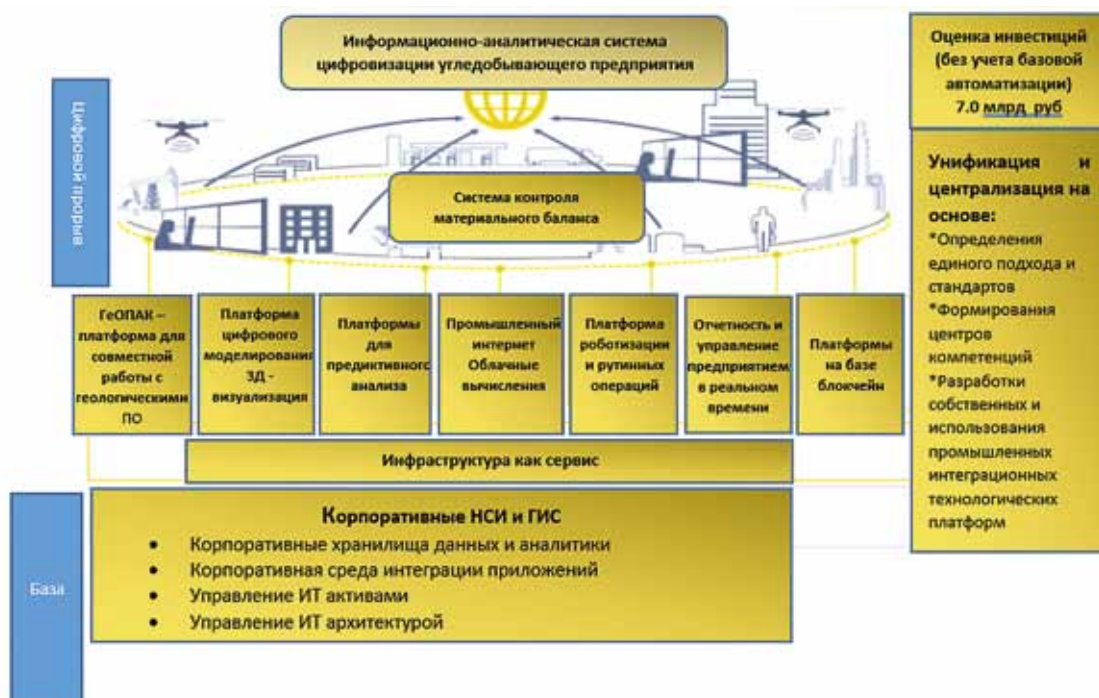 Информационно-аналитическая система
цифровизации угледобывающего предприятия
Оценка инвестиций
(без учета базовой
автоматизации)
7.0 млрд руб
Цифровой прорыв
Система контроля
материального баланса
ГеОПАК –
платформа для
совместной
работы с
геологическими
ПО
Платформа
цифрового
моделирования
3Д -
визуализация
Платформы
для
предиктивного
анализа
Промышленный
интернет
Облачные
вычисления
Платформа
роботизации
и рутинных
операций
Отчетность и
управление
предприятием
в реальном
времени
Платформы
на базе
блокчейн
Унификация и
централизация на
основе:
*Определения
единого подхода и
стандартов
*Формирования
центров
компетенций
*Разработки
собственных и
использования
промышленных
интеграционных
технологических
платформ
Инфраструктура как сервис
База
Корпоративные НСИ и ГИС
• Корпоративные хранилища данных и аналитики
• Корпоративная среда интеграции приложений
• Управление ИТ активами
• Управление ИТ архитектурой